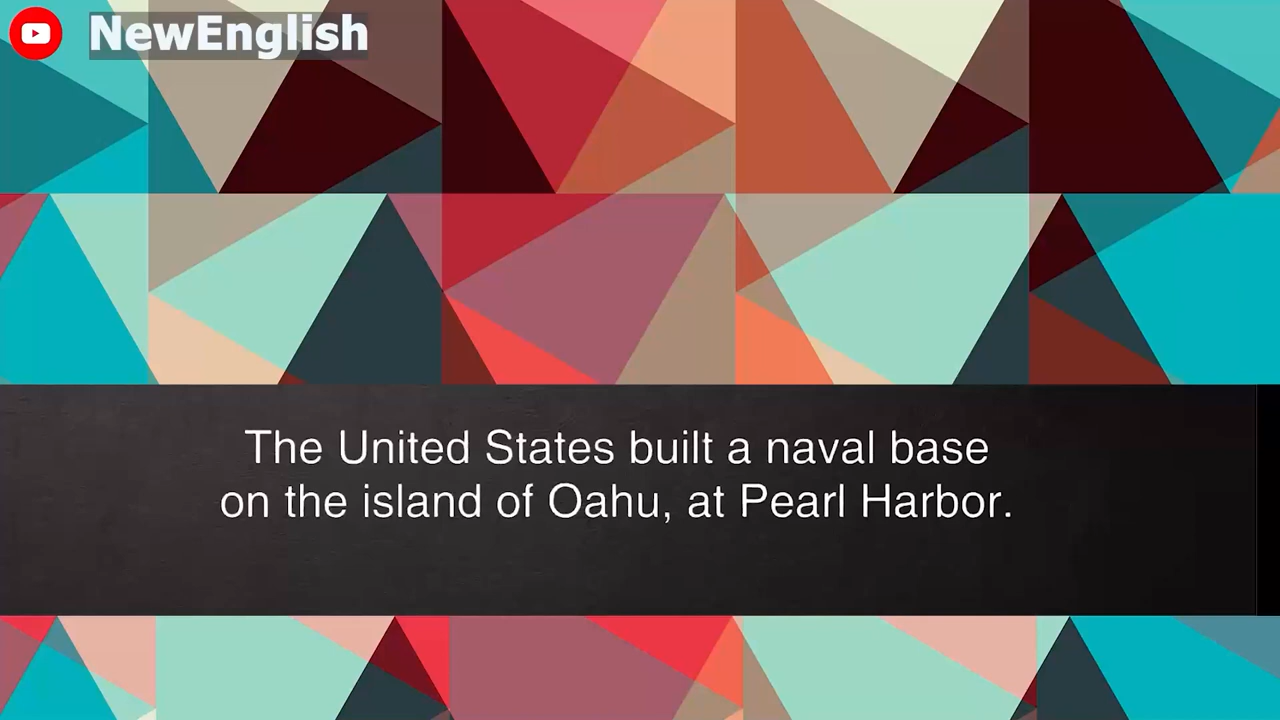 NewEnglish
The United States built a naval base
on the island of Oahu, at Pearl Harbor.